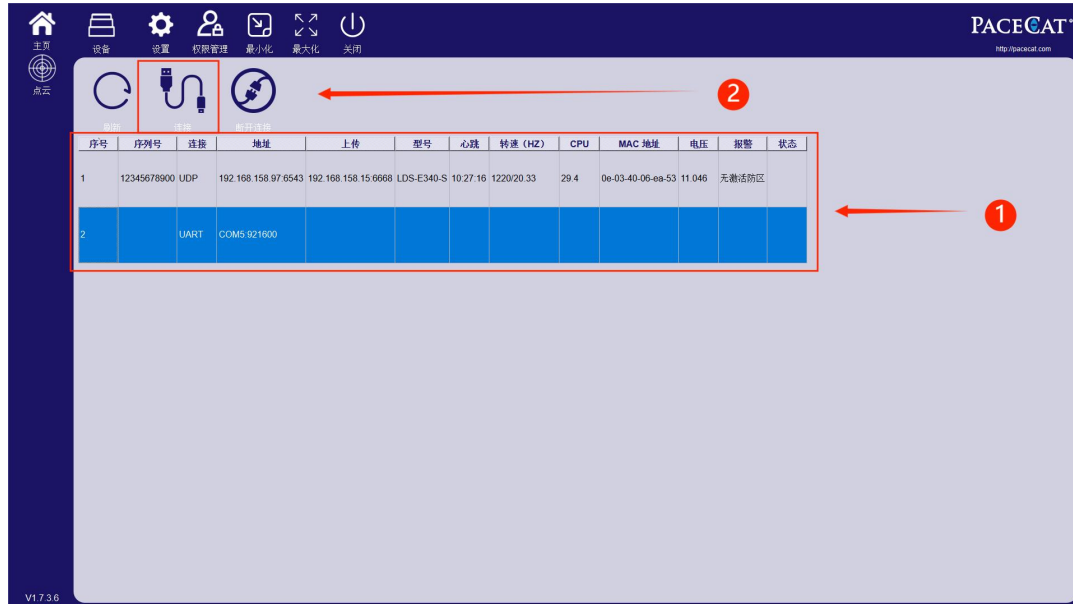 主页
设备 设置 权限管理 最小化 最大化 关闭
PACECAT
http://pacecat.com
点云
刷新 连接 断开连接
2
序号 序列号 连接 地址 上传 型号 心跳 转速（HZ） CPU MAC 地址 电压 报警 状态
1 12345678900 UDP 192.168.158.97:6543 192.168.158.15:6668 LDS-E340-S 10:27:16 1220/20.33 29.4 0e-03-40-06-ea-53 11.046 无激活防区
1
2 UART COM5:921600
V1.7.3.6